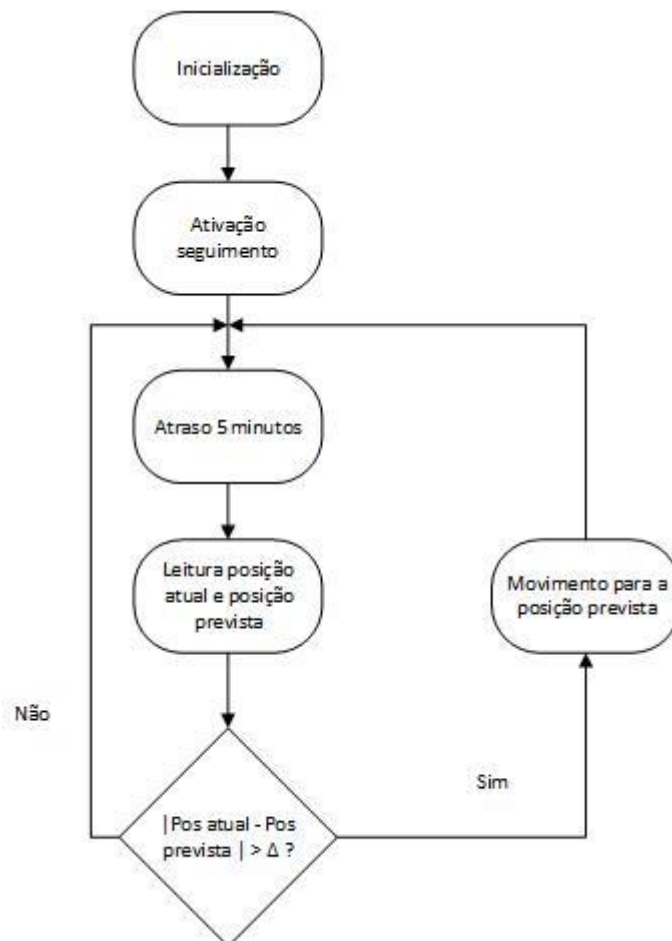 Inicialização
Ativação
seguimento
Atraso 5 minutos
Leitura posição
atual e posição
prevista
Movimento para a
posição prevista
Não
Sim
|Pos atual - Pos
prevista | > Δ ?